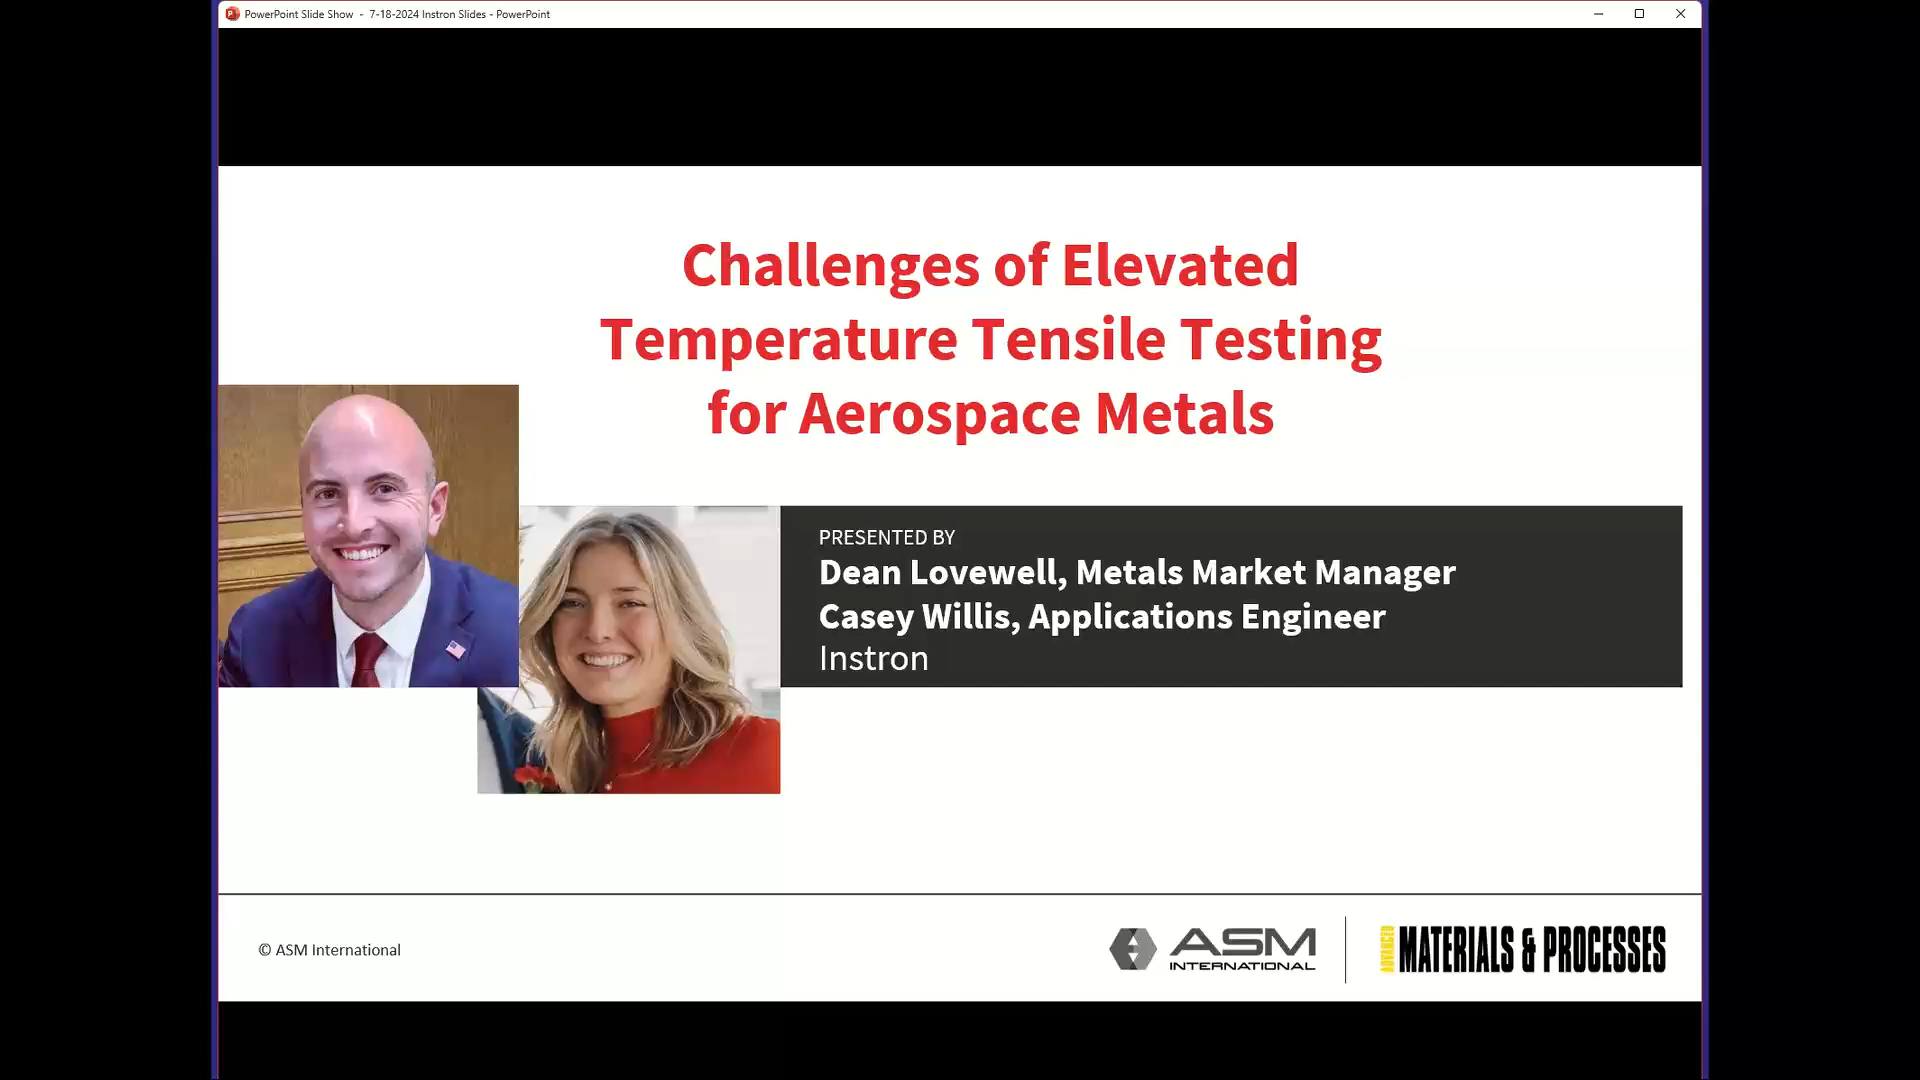 PowerPoint Slide Show - 7-18-2024 Instron Slides - PowerPoint
Challenges of Elevated
Temperature Tensile Testing
for Aerospace Metals
PRESENTED BY
Dean Lovewell, Metals Market Manager
Casey Willis, Applications Engineer
Instron
© ASM International
ASM
INTERNATIONAL
ADVANCED
MATERIALS & PROCESSES